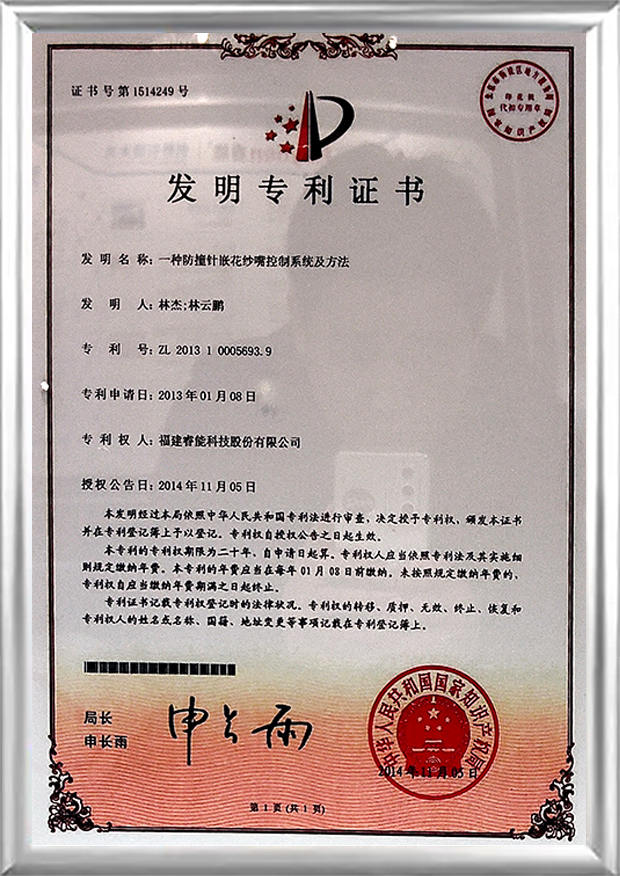 证书号第1514249号
印花税
代扣专用章
发明专利证书
发明名称：一种防撞针嵌花纱嘴控制系统及方法
发明人：林杰;林云鹏
专利号：ZL 2013 1 0005693.9
专利申请日：2013年01月08日
专利权人：福建睿能科技股份有限公司
授权公告日：2014年11月05日
本发明经过本局依照中华人民共和国专利法进行审查，决定授予专利权，颁发本证书
并在专利登记簿上予以登记。专利权自授权公告之日起生效。
本专利的专利权期限为二十年，自申请日起算。专利权人应当依照专利法及其实施细
则规定缴纳年费。本专利的年费应当在每年01月08日前缴纳。未按照规定缴纳年费的，
专利权自应当缴纳年费期满之日起终止。
专利证书记载专利权登记时的法律状况。专利权的转移、质押、无效、终止、恢复和
专利权人的姓名或名称、国籍、地址变更等事项记载在专利登记簿上。
局长
申长雨
申长雨
中华人民共和国国家知识产权局
2014年11月05日
第1页(共1页)